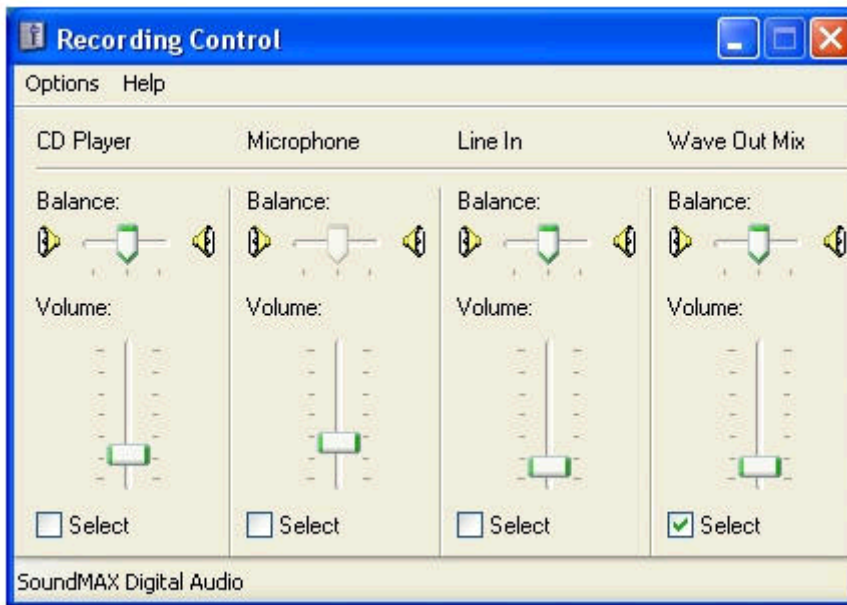 Recording Control
Options Help
CD Player Microphone Line In Wave Out Mix
Balance: Balance: Balance: Balance:
Volume: Volume: Volume: Volume:
Select Select Select Select
SoundMAX Digital Audio